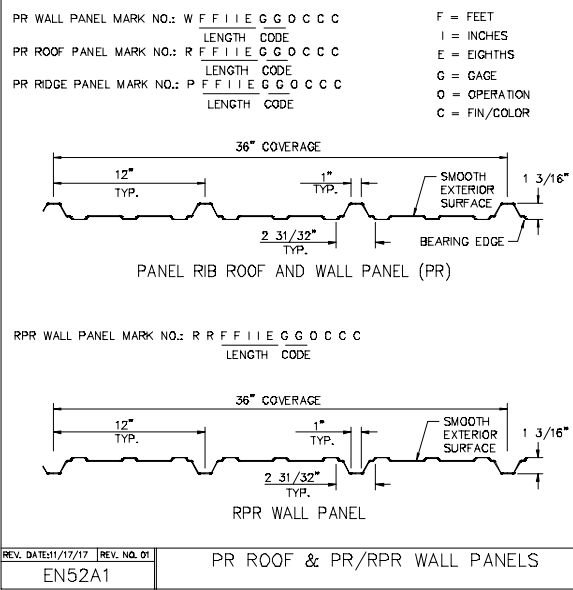 PR WALL PANEL MARK NO.: W F F I I E G G O C C C
LENGTH CODE
PR ROOF PANEL MARK NO.: R F F I I E G G O C C C
LENGTH CODE
PR RIDGE PANEL MARK NO.: P F F I I E G G O C C C
LENGTH CODE
F = FEET
I = INCHES
E = EIGHTHS
G = GAGE
O = OPERATION
C = FIN/COLOR
36" COVERAGE
12"
TYP.
1"
TYP.
SMOOTH
EXTERIOR
SURFACE
1 3/16"
2 31/32"
TYP.
BEARING EDGE
PANEL RIB ROOF AND WALL PANEL (PR)
RPR WALL PANEL MARK NO.: R R F F I I E G G O C C C
LENGTH CODE
36" COVERAGE
12"
TYP.
1"
TYP.
SMOOTH
EXTERIOR
SURFACE
1 3/16"
2 31/32"
TYP.
RPR WALL PANEL
REV. DATE:11/17/17 REV. NO. 01
EN52A1
PR ROOF & PR/RPR WALL PANELS